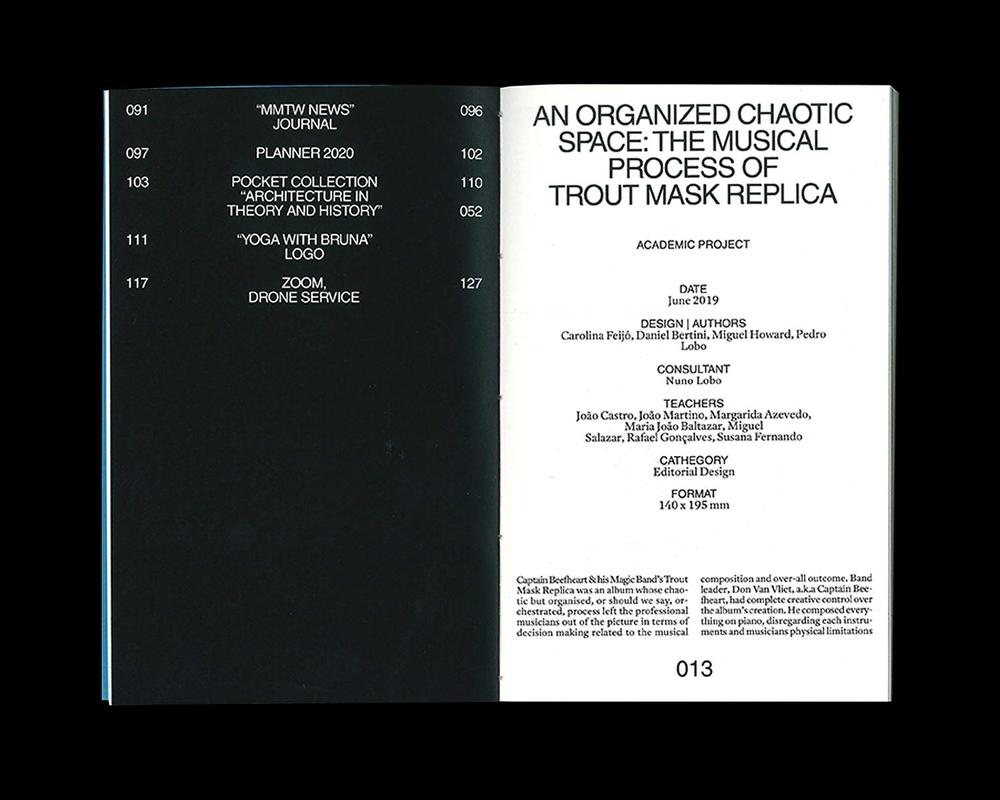 091 “MMTW NEWS” 096
JOURNAL
097 PLANNER 2020 102
103 POCKET COLLECTION 110
“ARCHITECTURE IN
THEORY AND HISTORY” 052
111 “YOGA WITH BRUNA”
LOGO
117 ZOOM, 127
DRONE SERVICE
AN ORGANIZED CHAOTIC
SPACE: THE MUSICAL
PROCESS OF
TROUT MASK REPLICA
ACADEMIC PROJECT
DATE
June 2019
DESIGN | AUTHORS
Carolina Feijó, Daniel Bertini, Miguel Howard, Pedro
Lobo
CONSULTANT
Nuno Lobo
TEACHERS
João Castro, João Martino, Margarida Azevedo,
Maria João Baltazar, Miguel
Salazar, Rafael Gonçalves, Susana Fernando
CATHEGORY
Editorial Design
FORMAT
140 x 195 mm
Captain Beefheart & his Magic Band’s Trout
Mask Replica was an album whose chao-
tic but organised, or should we say, or-
chestrated, process left the professional
musicians out of the picture in terms of
decision making related to the musical
composition and over-all outcome. Band
leader, Don Van Vliet, a.k.a Captain Bee-
fheart, had complete creative control over
the album’s creation. He composed every-
thing on piano, disregarding each instru-
ments and musicians physical limitations
013